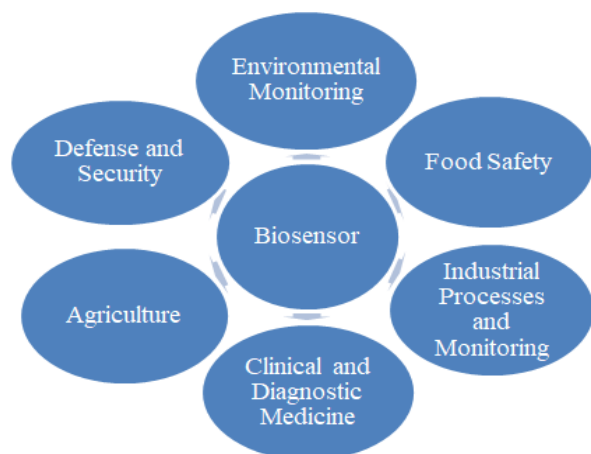 Environmental
Monitoring
Defense and
Security
Food Safety
Biosensor
Agriculture
Industrial
Processes
and
Monitoring
Clinical and
Diagnostic
Medicine